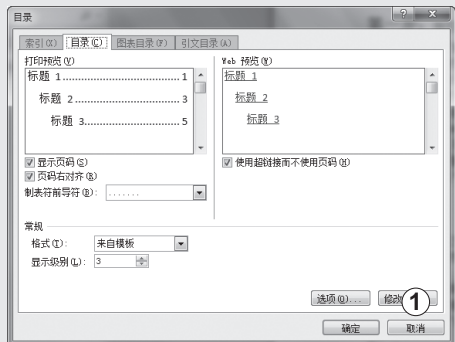 目录
索引(X) 目录(C) 图表目录(F) 引文目录(A)
打印预览(V)
标题 1.................................. 1
标题 2.............................. 3
标题 3.......................... 5
Web 预览(W)
标题 1
标题 2
标题 3
显示页码(S)
页码右对齐(R)
制表符前导符(B): .......
使用超链接而不使用页码(H)
常规
格式(T): 来自模板
显示级别(L): 3
选项(O)... 修改
1
确定 取消